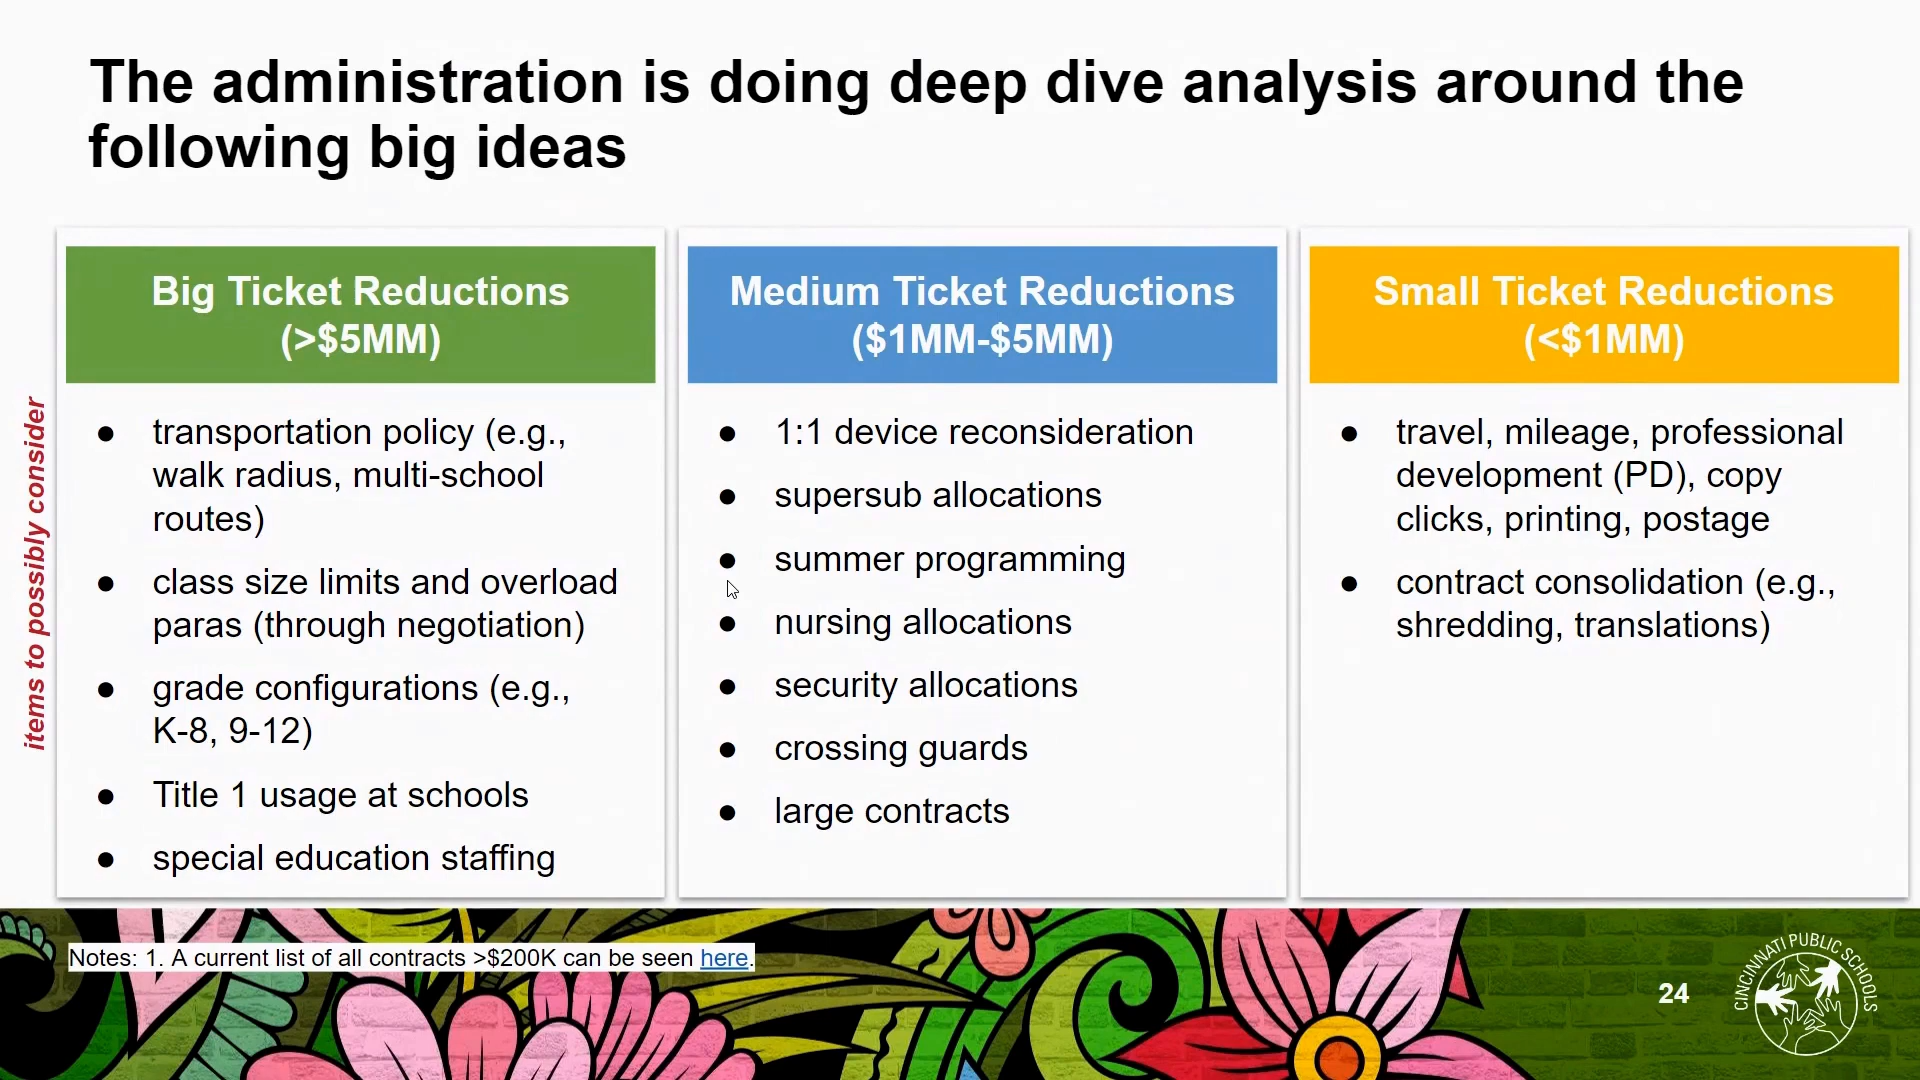 The administration is doing deep dive analysis around the
following big ideas
items to possibly consider
Big Ticket Reductions
(>$5MM)
● transportation policy (e.g.,
walk radius, multi-school
routes)
● class size limits and overload
paras (through negotiation)
● grade configurations (e.g.,
K-8, 9-12)
● Title 1 usage at schools
● special education staffing
Medium Ticket Reductions
($1MM-$5MM)
● 1:1 device reconsideration
● supersub allocations
● summer programming
● nursing allocations
● security allocations
● crossing guards
● large contracts
Small Ticket Reductions
(<$1MM)
● travel, mileage, professional
development (PD), copy
clicks, printing, postage
● contract consolidation (e.g.,
shredding, translations)
Notes: 1. A current list of all contracts >$200K can be seen here.
24
CINCINNATI PUBLIC SCHOOLS